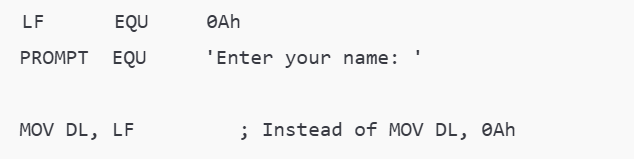 LF      EQU     0Ah
PROMPT  EQU     'Enter your name: '
MOV DL, LF         ; Instead of MOV DL, 0Ah